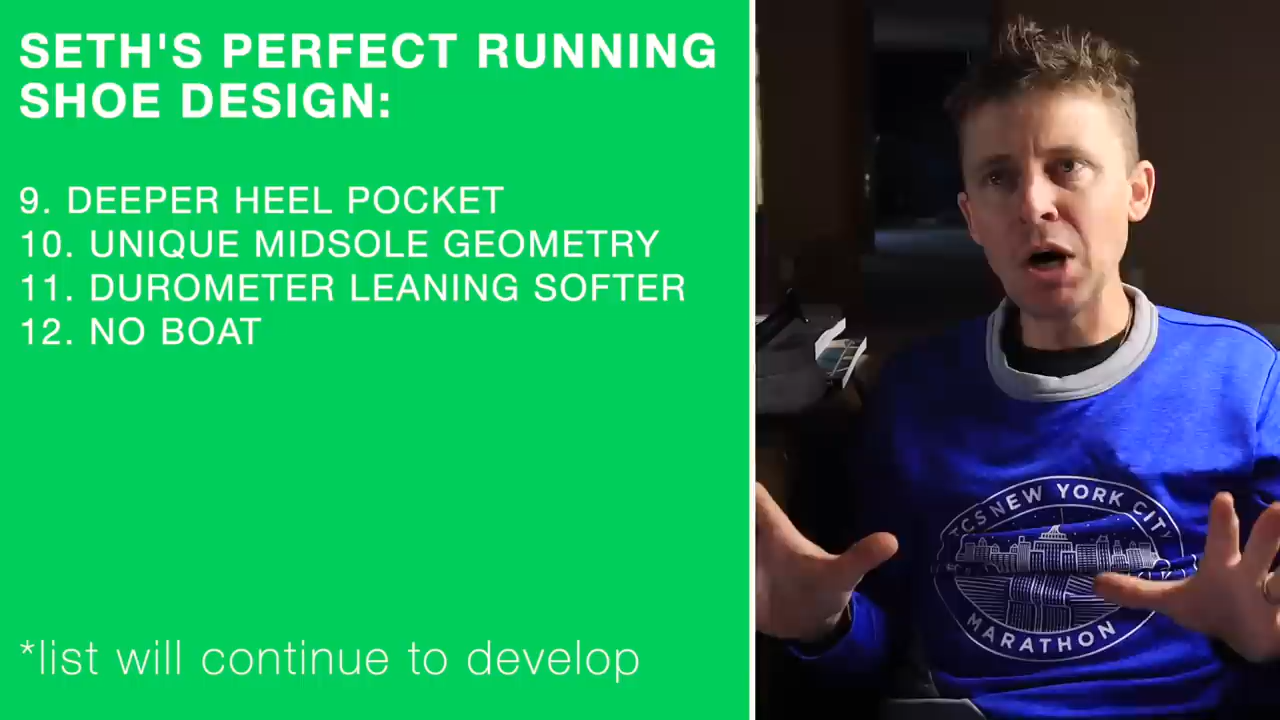 SETH'S PERFECT RUNNING
SHOE DESIGN:
9. DEEPER HEEL POCKET
10. UNIQUE MIDSOLE GEOMETRY
11. DUROMETER LEANING SOFTER
12. NO BOAT
*list will continue to develop
TCS NEW YORK CITY
MARATHON